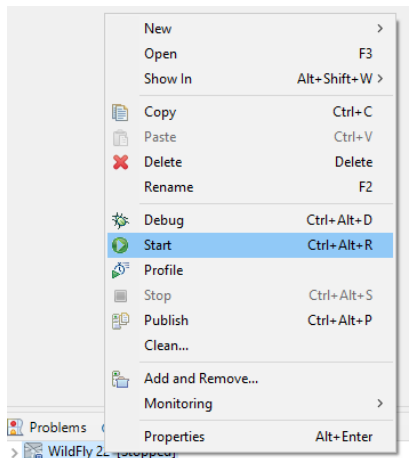 New >
Open F3
Show In Alt+Shift+W >
Copy Ctrl+C
Paste Ctrl+V
Delete Delete
Rename F2
Debug Ctrl+Alt+D
Start Ctrl+Alt+R
Profile
Stop Ctrl+Alt+S
Publish Ctrl+Alt+P
Clean...
Add and Remove...
Monitoring >
Properties Alt+Enter
Problems
WildFly